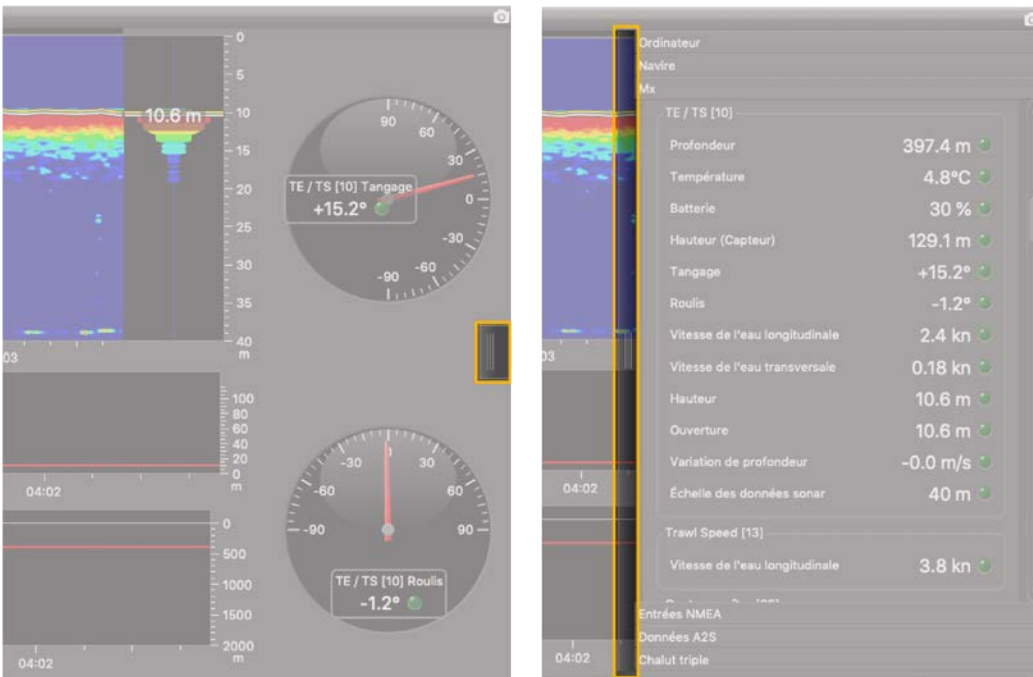 0
5
10
15
20
25
30
35
40
m
10.6 m
03
100
80
60
40
20
0
m
04:02
0
500
1000
1500
2000
m
04:02
90
60
30
0
-30
-60
-90
TE / TS [10] Tangage
+15.2°
-90
-60
-30
30
60
90
TE / TS [10] Roulis
-1.2°
03
04:02
04:02
Ordinateur
Navire
Mx
TE / TS [10]
Profondeur 397.4 m
Température 4.8°C
Batterie 30 %
Hauteur (Capteur) 129.1 m
Tangage +15.2°
Roulis -1.2°
Vitesse de l'eau longitudinale 2.4 kn
Vitesse de l'eau transversale 0.18 kn
Hauteur 10.6 m
Ouverture 10.6 m
Variation de profondeur -0.0 m/s
Échelle des données sonar 40 m
Trawl Speed [13]
Vitesse de l'eau longitudinale 3.8 kn
Entrées NMEA
Données A2S
Chalut triple